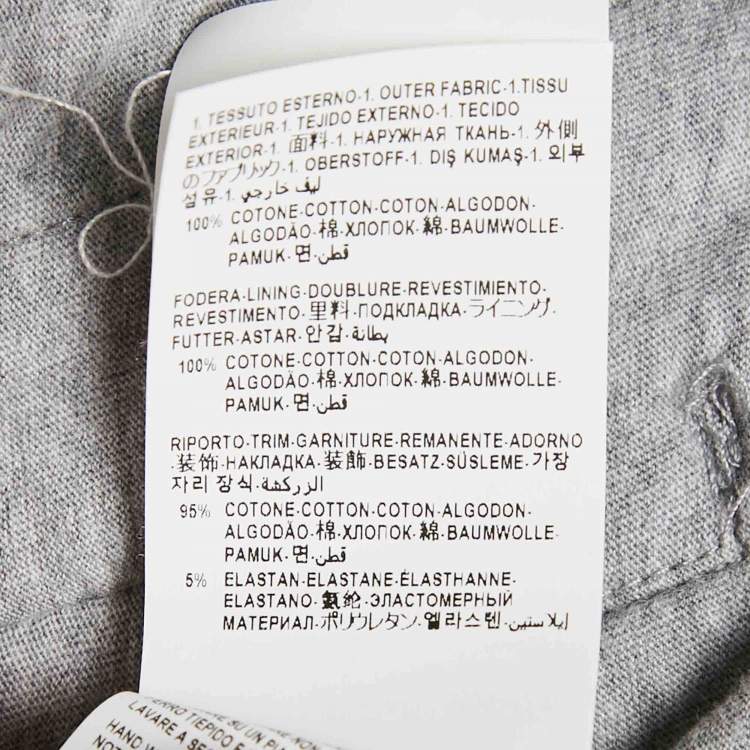 1. TESSUTO ESTERNO-1. OUTER FABRIC-1.TISSU
EXTERIEUR-1. TEJIDO EXTERNO-1. TECIDO
EXTERIOR-1. 面料-1. НАРУЖНАЯ ТКАНЬ-1. 外側
のファブリック-1. OBERSTOFF-1. DIŞ KUMAŞ-1. 외부
섬유-1. ليف خارجي
100% COTONE-COTTON-COTON-ALGODON-
ALGODÃO-棉-ХЛОПОК-綿-BAUMWOLLE-
PAMUK-면-قطن
FODERA-LINING-DOUBLURE-REVESTIMIENTO-
REVESTIMENTO-里料-ПОДКЛАДКА-ライニング-
FUTTER-ASTAR-안감-بطانة
100% COTONE-COTTON-COTON-ALGODON-
ALGODÃO-棉-ХЛОПОК-綿-BAUMWOLLE-
PAMUK-면-قطن
RIPORTO-TRIM-GARNITURE-REMANENTE-ADORNO
-装饰-НАКЛАДКА-装飾-BESATZ-SÜSLEME-가장
자리 장식-الزركشة
95% COTONE-COTTON-COTON-ALGODON-
ALGODÃO-棉-ХЛОПОК-綿-BAUMWOLLE-
PAMUK-면-قطن
5% ELASTAN-ELASTANE-ÉLASTHANNE-
ELASTANO-氨纶-ЭЛАСТОМЕРНЫЙ
МАТЕРИАЛ-ポリウレタン-엘라스텐-إيلاستين
TIEPIDO
LAVARE A
HAND